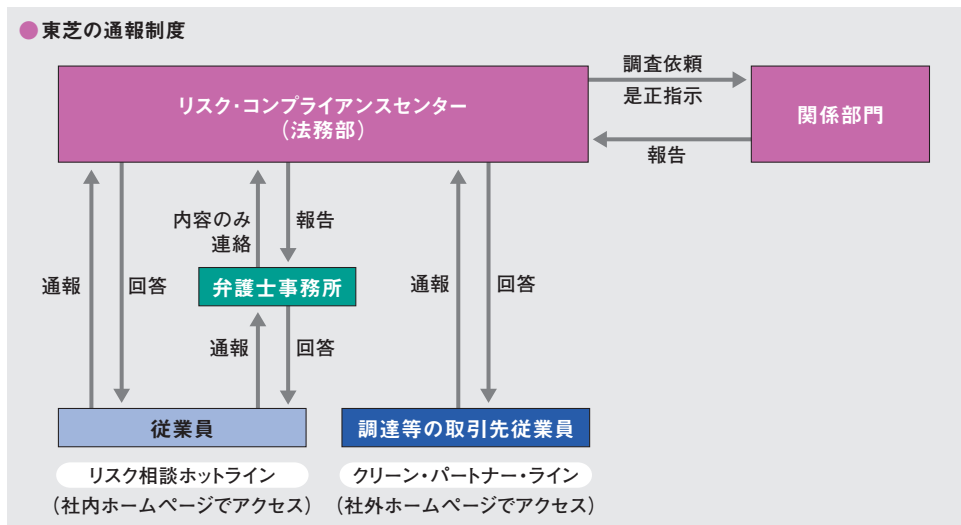 ●東芝の通報制度
リスク・コンプライアンスセンター
（法務部）
調査依頼
是正指示
関係部門
報告
通報
回答
内容のみ
連絡
報告
弁護士事務所
通報
回答
通報
回答
従業員
調達等の取引先従業員
リスク相談ホットライン
（社内ホームページでアクセス）
クリーン・パートナー・ライン
（社外ホームページでアクセス）